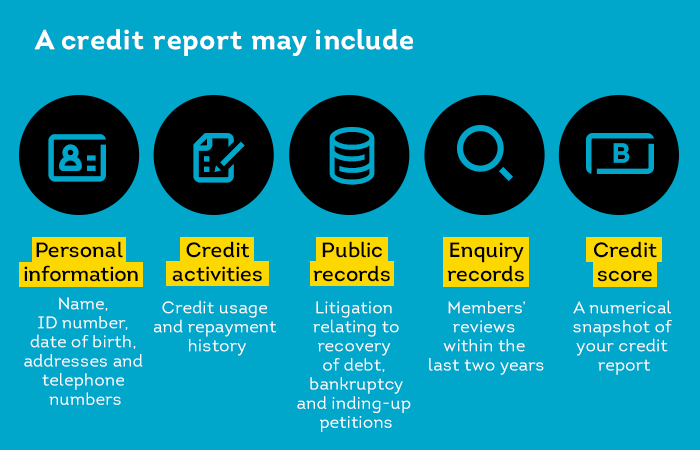 A credit report may include
B
Personal
information
Name,
ID number,
date of birth,
addresses and
telephone
numbers
Credit
activities
Credit usage
and repayment
history
Public
records
Litigation
relating to
recovery
of debt,
bankruptcy
and inding-up
petitions
Enquiry
records
Members'
reviews
within the
last two years
Credit
score
A numerical
snapshot of
your credit
report